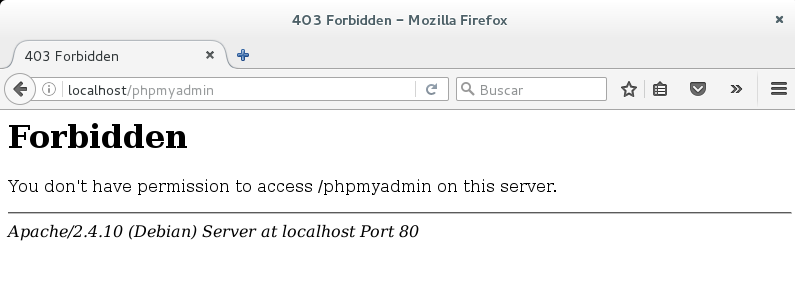 403 Forbidden - Mozilla Firefox
403 Forbidden
localhost/phpmyadmin
Buscar
Forbidden
You don't have permission to access /phpmyadmin on this server.
Apache/2.4.10 (Debian) Server at localhost Port 80